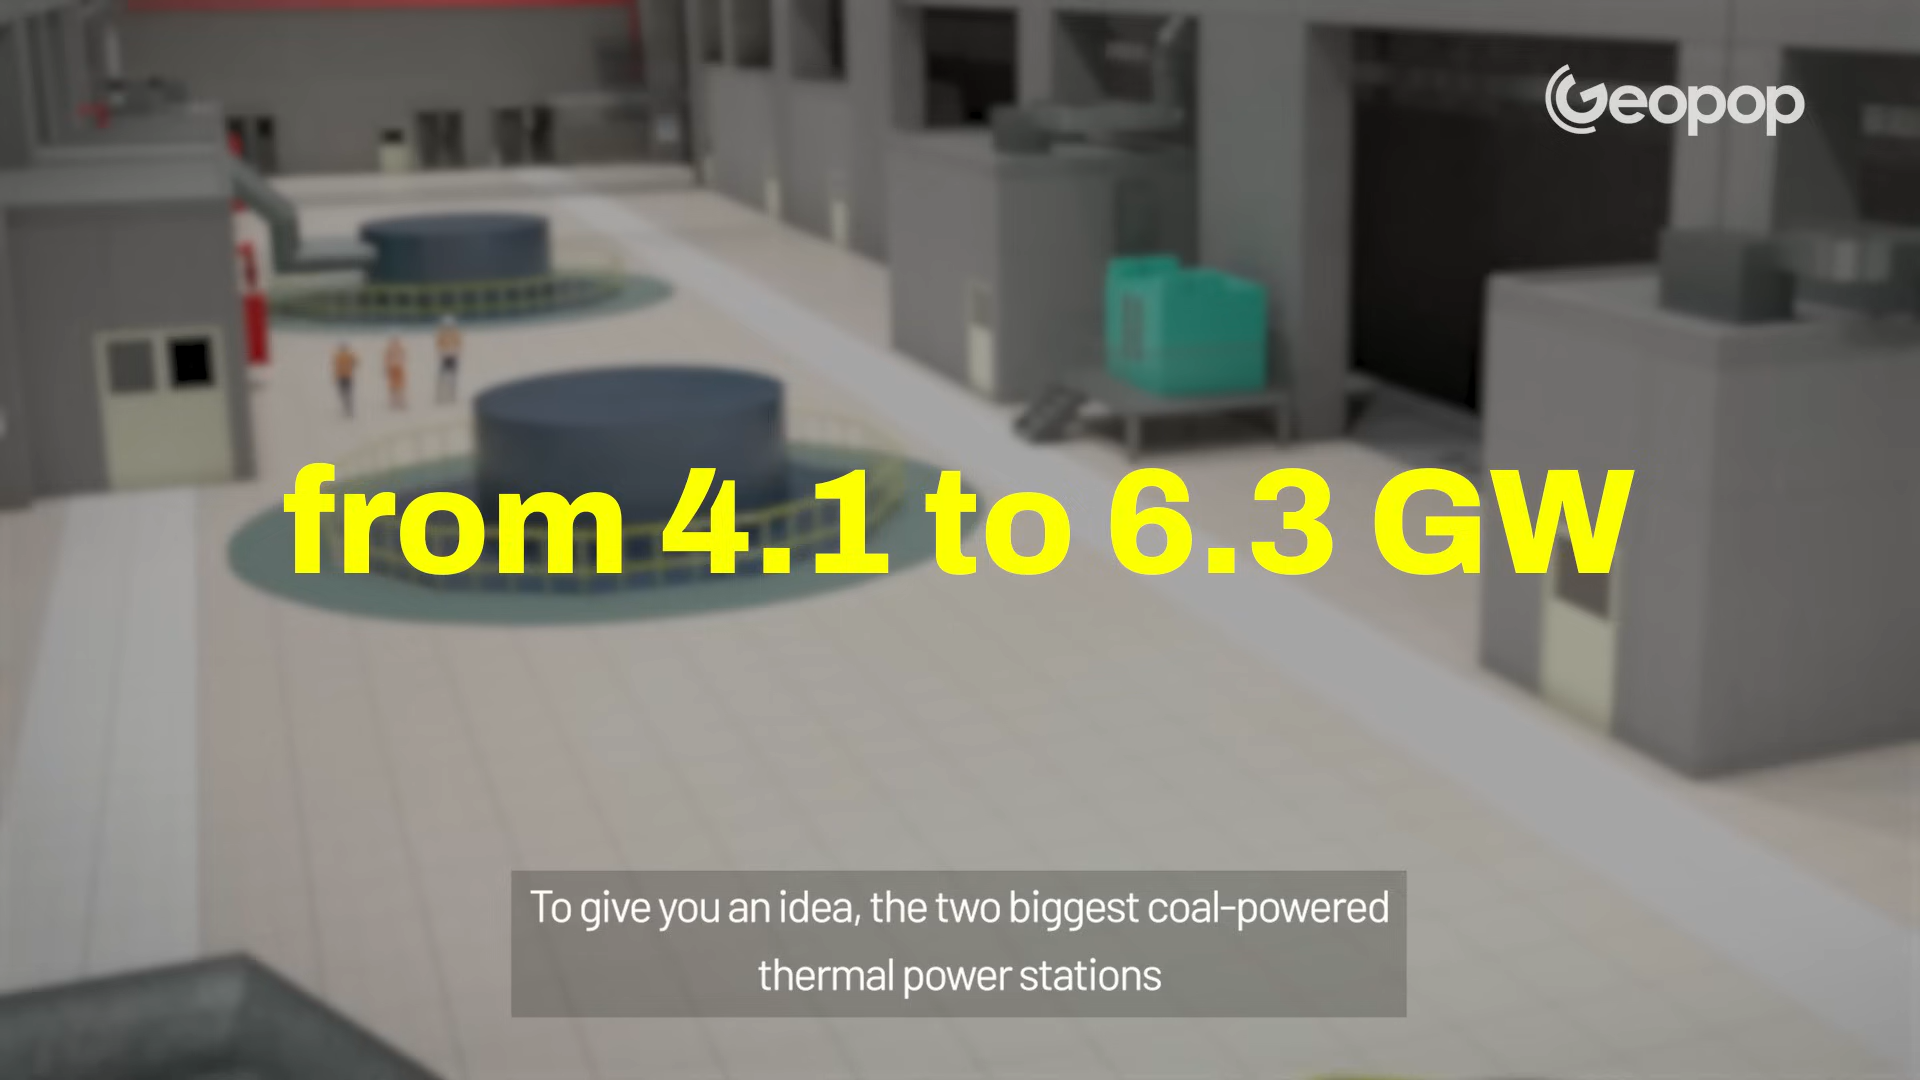 Geopop
from 4.1 to 6.3 GW
To give you an idea, the two biggest coal-powered
thermal power stations